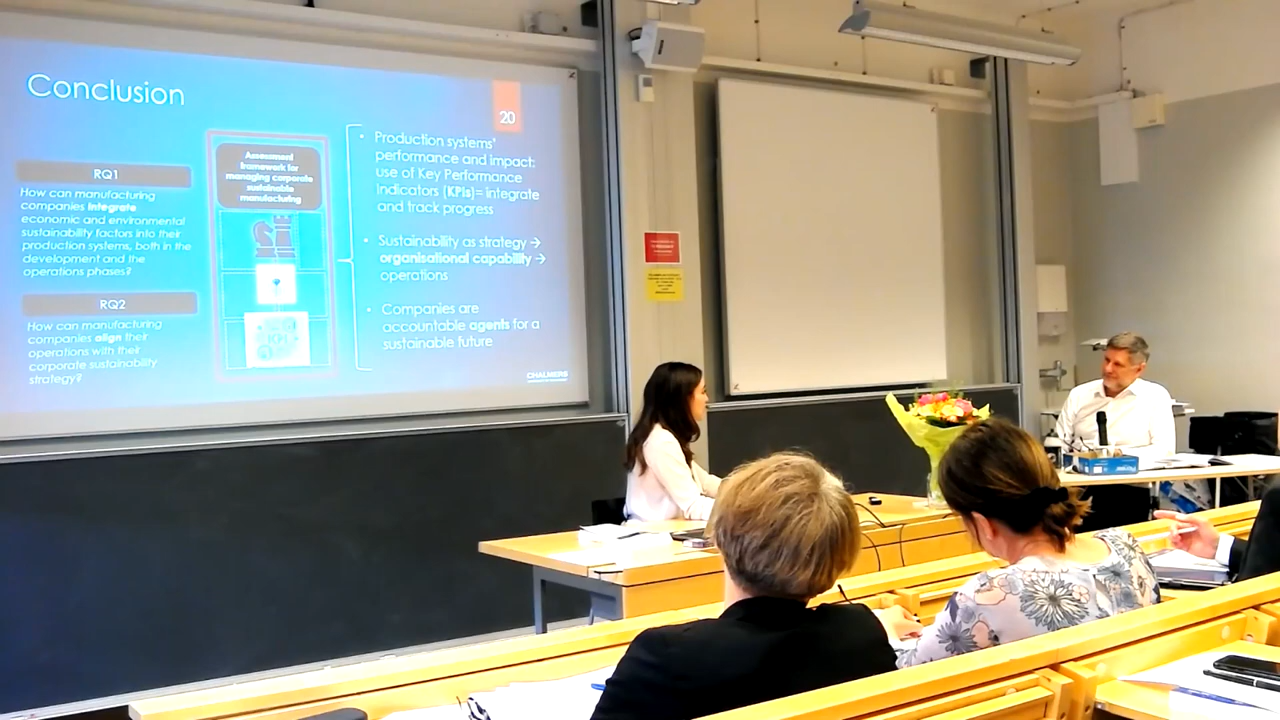 Conclusion
20
RQ1
How can manufacturing
companies integrate
economic and environmental
sustainability factors into their
production systems, both in the
development and the
operations phases?
RQ2
How can manufacturing
companies align their
operations with their
corporate sustainability
strategy?
Assessment
framework for
managing corporate
sustainable
manufacturing
KPI
• Production systems'
performance and impact:
use of Key Performance
Indicators (KPIs)= integrate
and track progress
• Sustainability as strategy →
organisational capability →
operations
• Companies are
accountable agents for a
sustainable future
CHALMERS